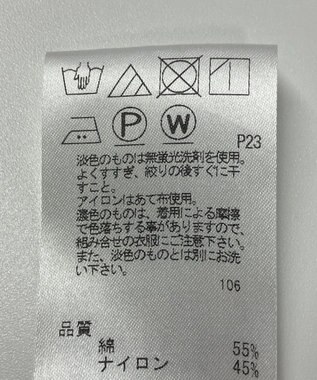 P W
P23
淡色のものは無蛍光洗剤を使用。
よくすすぎ、絞りの後すぐに干
すこと。
アイロンはあて布使用。
濃色のものは、着用による摩擦
で色落ちする事がありますので、
組み合せの衣服にご注意下さい。
また、淡色のものとは別にお洗
い下さい。
106
品質
綿 55%
ナイロン 45%